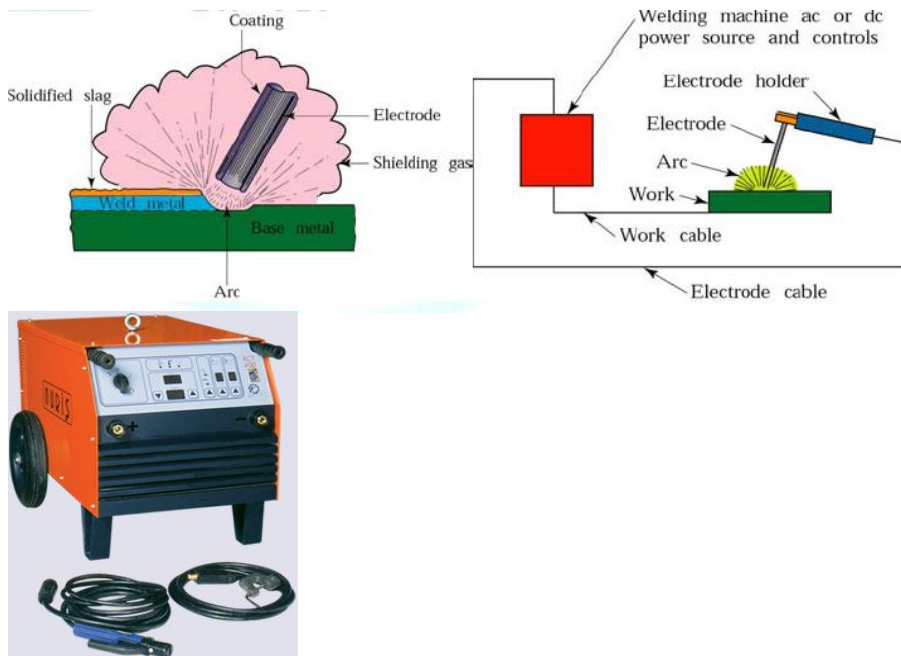 Coating
Solidified slag
Electrode
Shielding gas
Weld metal
Base metal
Arc
Welding machine ac or dc
power source and controls
Electrode holder
Electrode
Arc
Work
Work cable
Electrode cable
NURIŞ
+
−